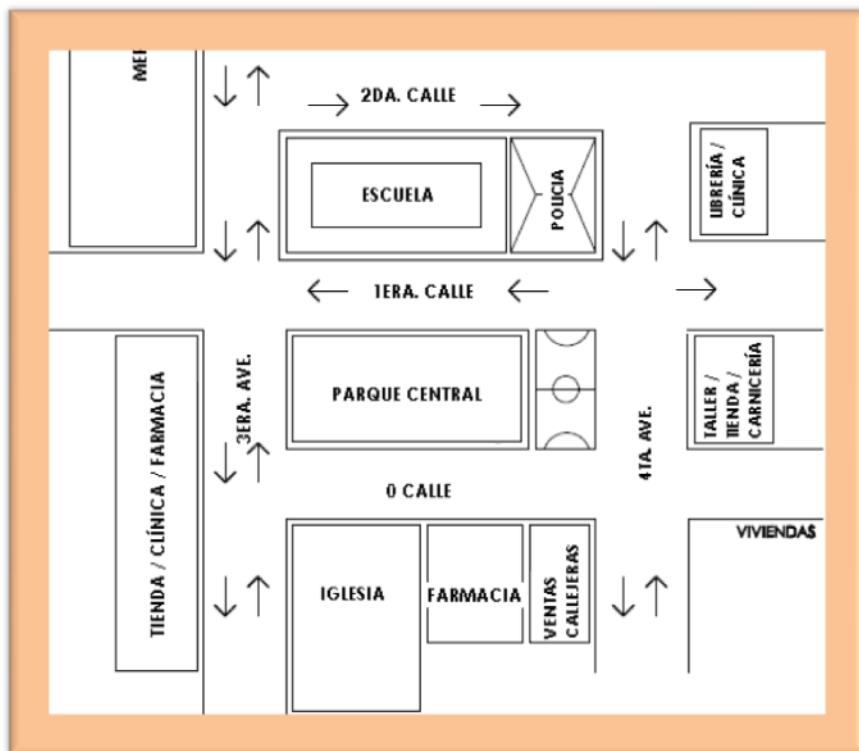 2DA. CALLE
ESCUELA
POLICIA
LIBRERÍA /
CLÍNICA
1ERA. CALLE
TIENDA / CLÍNICA / FARMACIA
3ERA. AVE.
PARQUE CENTRAL
4TA. AVE.
TALLER /
TIENDA /
CARNICERÍA
0 CALLE
VIVIENDAS
IGLESIA
FARMACIA
VENTAS
CALLEJERAS